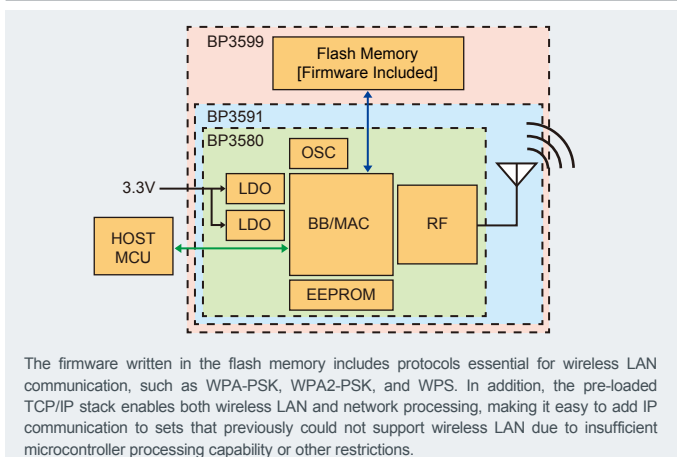 BP3599
Flash Memory
[Firmware Included]
BP3591
BP3580
OSC
3.3V
LDO
LDO
BB/MAC
RF
HOST
MCU
EEPROM
The firmware written in the flash memory includes protocols essential for wireless LAN
communication, such as WPA-PSK, WPA2-PSK, and WPS. In addition, the pre-loaded
TCP/IP stack enables both wireless LAN and network processing, making it easy to add IP
communication to sets that previously could not support wireless LAN due to insufficient
microcontroller processing capability or other restrictions.